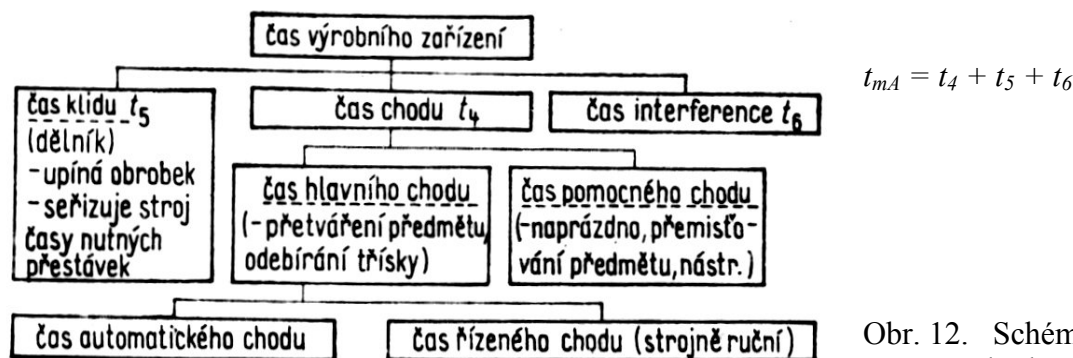 čas výrobního zařízení
t_mA = t_4 + t_5 + t_6
čas klidu t_5
(dělník)
-upíná obrobek
-seřizuje stroj
časy nutných
přestávek
čas chodu t_4
čas interference t_6
čas hlavního chodu
(-přetváření předmětu,
odebírání třísky)
čas pomocného chodu
(-naprázdno, přemisťo-
vání předmětu, nástr.)
čas automatického chodu
čas řízeného chodu (strojně ruční)
Obr. 12. Schém